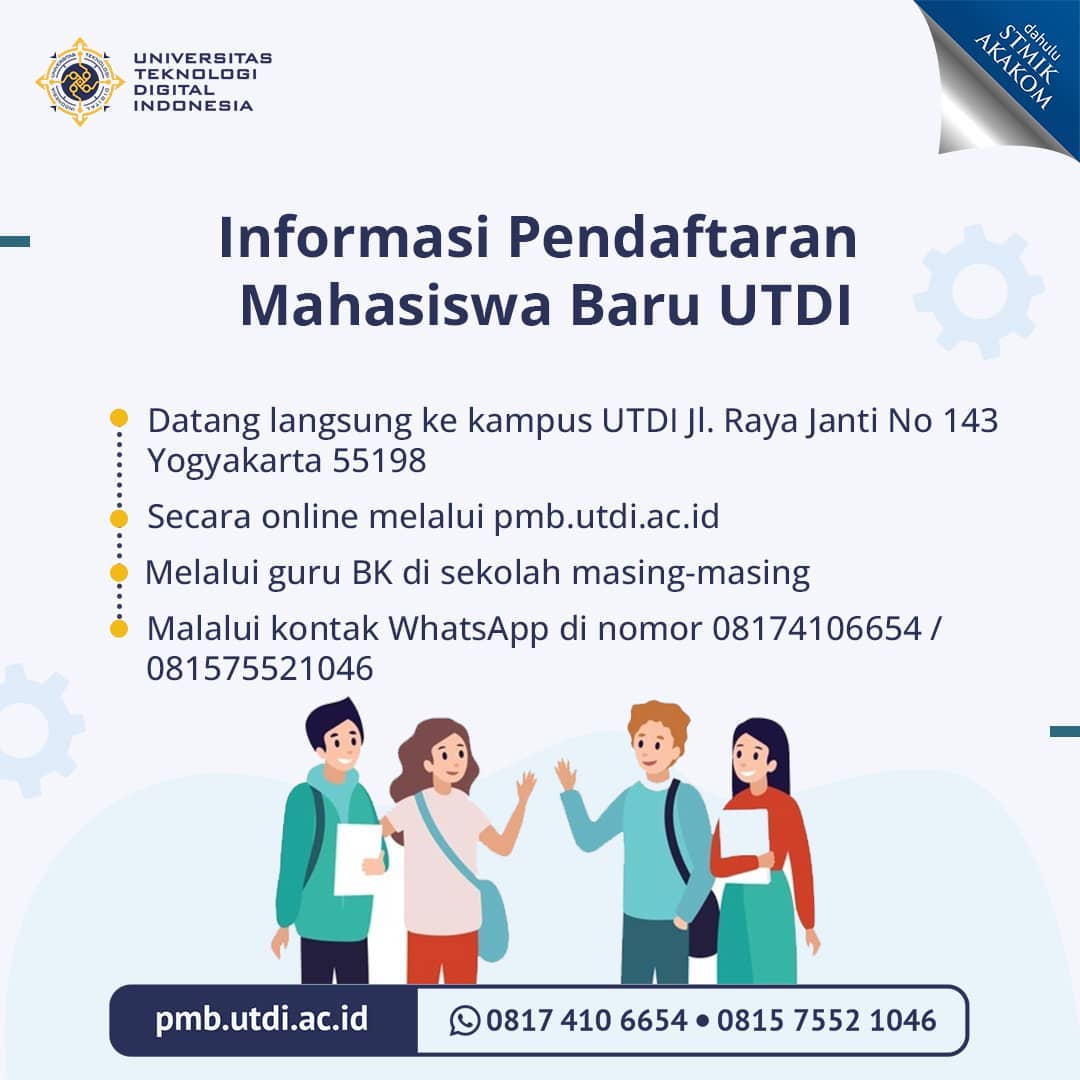 UNIVERSITAS
TEKNOLOGI
DIGITAL
INDONESIA
dahulu
STMIK
AKAKOM
Informasi Pendaftaran
Mahasiswa Baru UTDI
Datang langsung ke kampus UTDI Jl. Raya Janti No 143
Yogyakarta 55198
Secara online melalui pmb.utdi.ac.id
Melalui guru BK di sekolah masing-masing
Malalui kontak WhatsApp di nomor 08174106654 /
081575521046
pmb.utdi.ac.id
0817 410 6654 • 0815 7552 1046